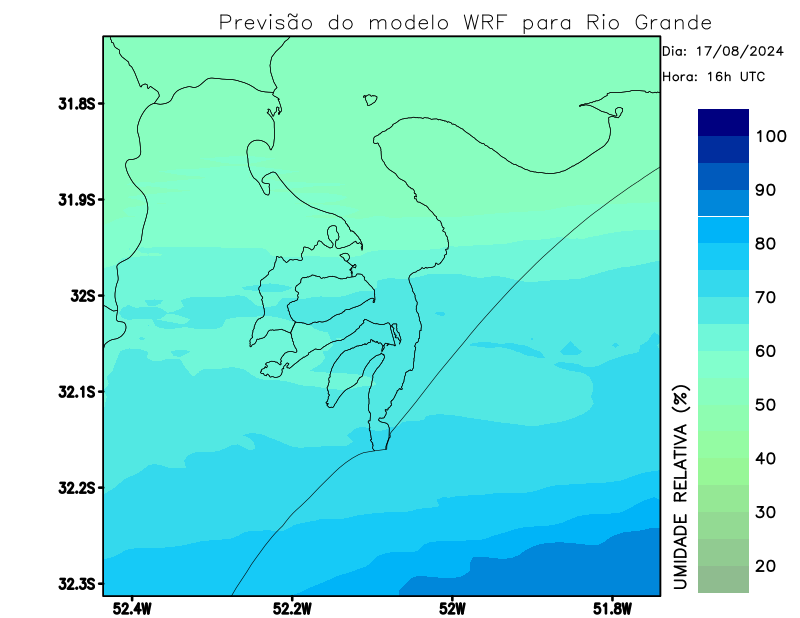 Previsão do modelo WRF para Rio Grande
Dia: 17/08/2024
Hora: 16h UTC
31.8S
31.9S
32S
32.1S
32.2S
32.3S
52.4W
52.2W
52W
51.8W
100
90
80
70
60
50
40
30
20
UMIDADE RELATIVA (%)